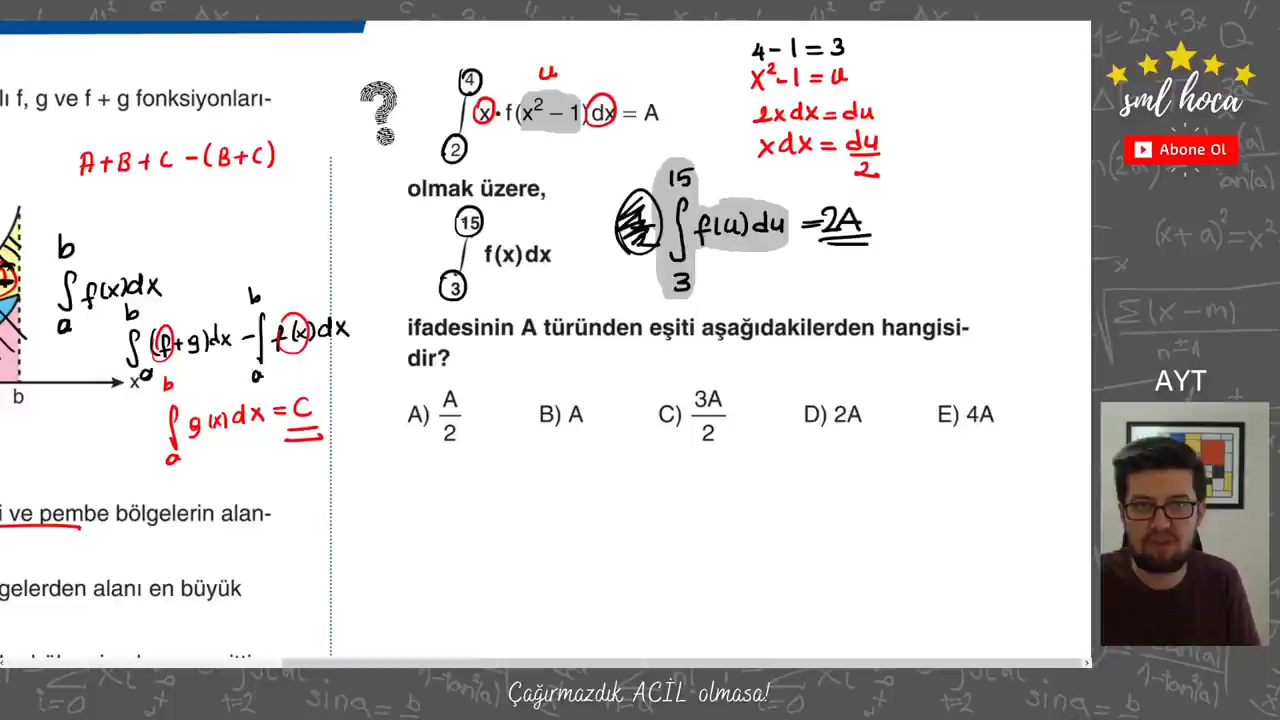 lı f, g ve f + g fonksiyonları-
A+B+C -(B+C)
b
∫ f(x)dx
a
b
∫ (f+g)dx - ∫ f(x)dx
a
b
a
b
∫ g(x)dx = C
a
x
b
i ve pembe bölgelerin alan-
gelerden alanı en büyük
?
4
u
∫ x · f(x² − 1)dx = A
2
4-1=3
x²-1=u
2xdx=du
xdx = du/2
olmak üzere,
15
∫ f(x)dx
3
15
∫ f(u)du = 2A
3
ifadesinin A türünden eşiti aşağıdakilerden hangisi-
dir?
A) A/2 B) A C) 3A/2 D) 2A E) 4A
sml hoca
Abone Ol
AYT
Çağırmazdık ACİL olmasa!